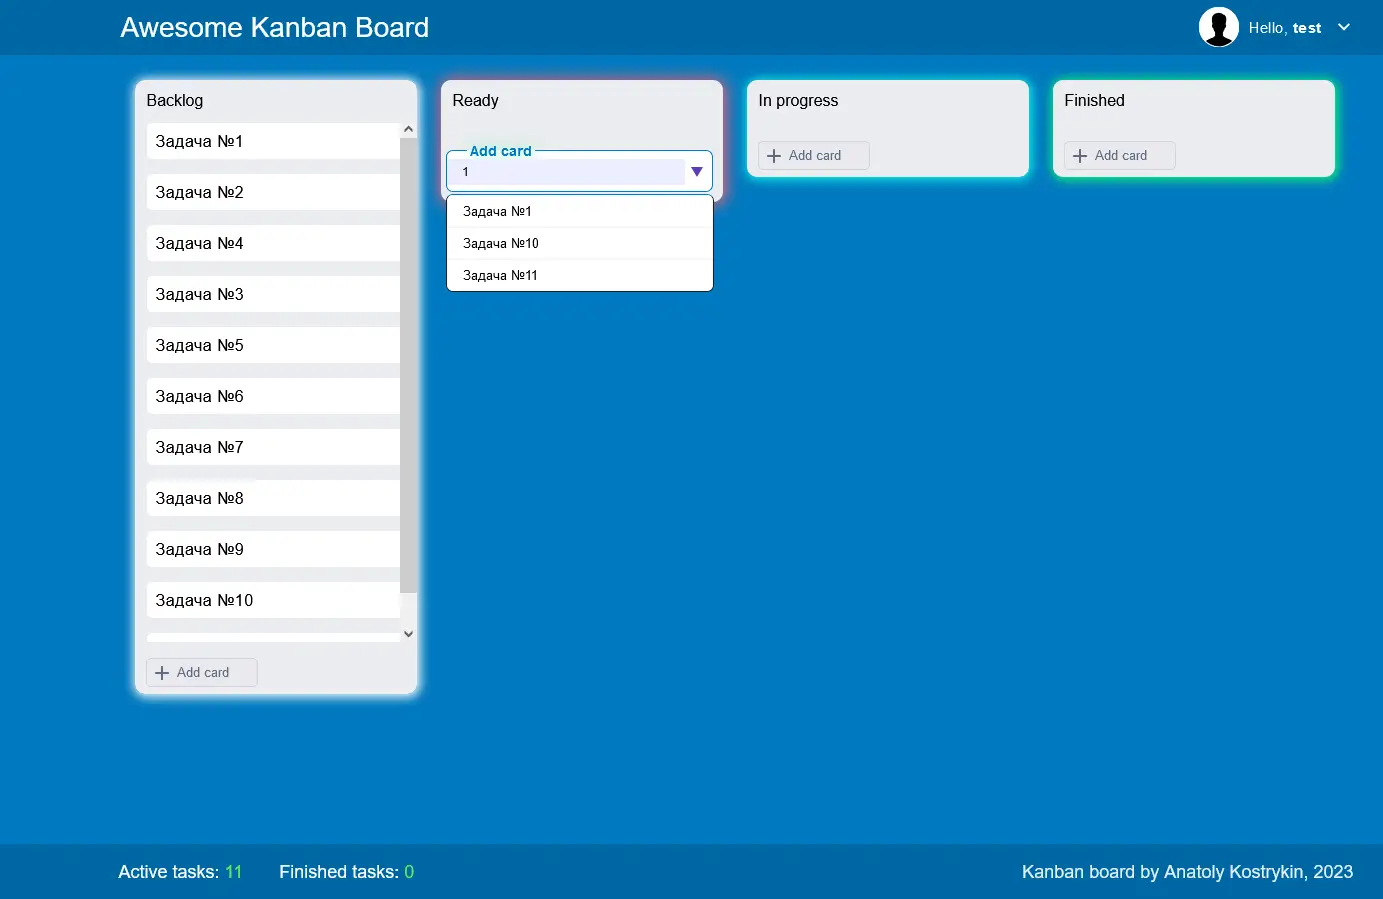 Awesome Kanban Board
Hello, test
Backlog
Задача №1
Задача №2
Задача №4
Задача №3
Задача №5
Задача №6
Задача №7
Задача №8
Задача №9
Задача №10
Add card
Ready
Add card
1
Задача №1
Задача №10
Задача №11
In progress
Add card
Finished
Add card
Active tasks: 11
Finished tasks: 0
Kanban board by Anatoly Kostrykin, 2023